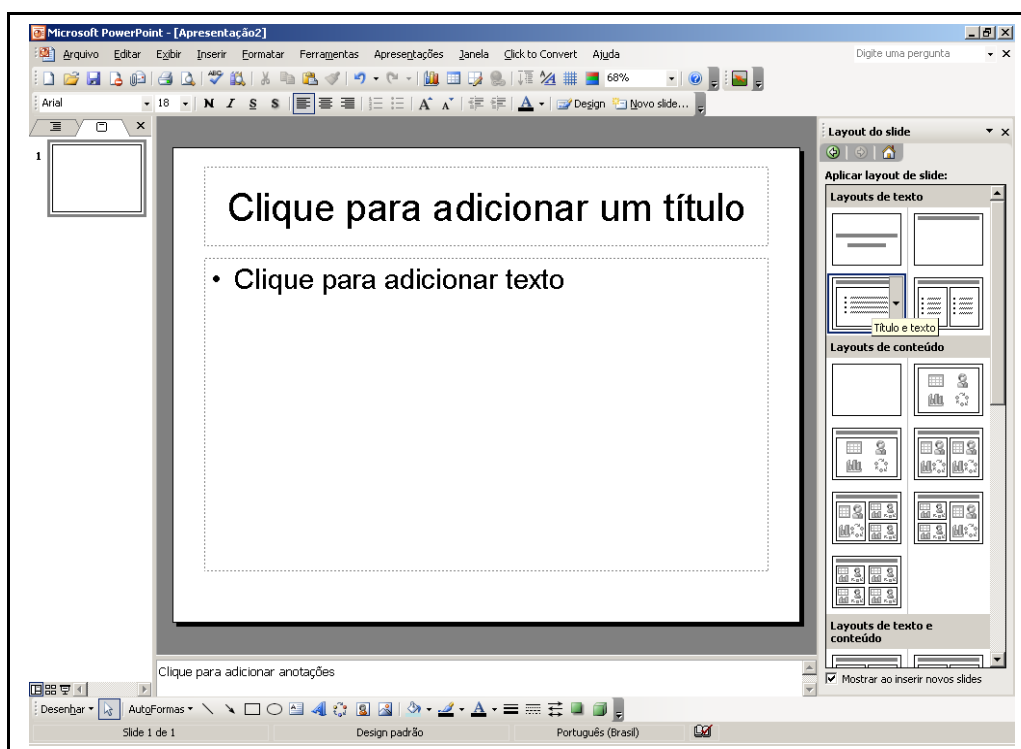 Microsoft PowerPoint - [Apresentação2]
Arquivo Editar Exibir Inserir Formatar Ferramentas Apresentações Janela Click to Convert Ajuda Digite uma pergunta
68%
Arial 18 N I S S A A A Design Novo slide...
Layout do slide
1
Aplicar layout de slide:
Layouts de texto
Clique para adicionar um título
• Clique para adicionar texto
Título e texto
Layouts de conteúdo
Layouts de texto e
conteúdo
Clique para adicionar anotações
Mostrar ao inserir novos slides
Desenhar AutoFormas A
Slide 1 de 1 Design padrão Português (Brasil)